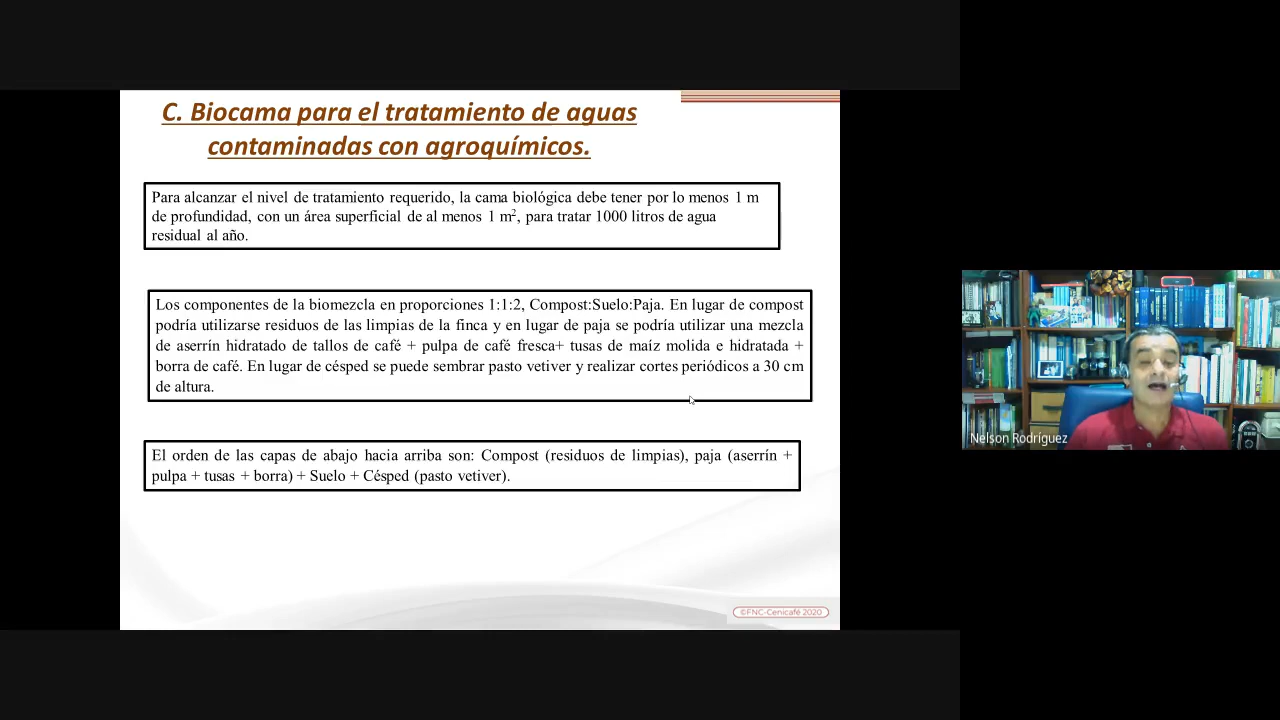 C. Biocama para el tratamiento de aguas
contaminadas con agroquímicos.
Para alcanzar el nivel de tratamiento requerido, la cama biológica debe tener por lo menos 1 m
de profundidad, con un área superficial de al menos 1 m², para tratar 1000 litros de agua
residual al año.
Los componentes de la biomezcla en proporciones 1:1:2, Compost:Suelo:Paja. En lugar de compost
podría utilizarse residuos de las limpias de la finca y en lugar de paja se podría utilizar una mezcla
de aserrín hidratado de tallos de café + pulpa de café fresca+ tusas de maíz molida e hidratada +
borra de café. En lugar de césped se puede sembrar pasto vetiver y realizar cortes periódicos a 30 cm
de altura.
El orden de las capas de abajo hacia arriba son: Compost (residuos de limpias), paja (aserrín +
pulpa + tusas + borra) + Suelo + Césped (pasto vetiver).
©FNC-Cenicafé 2020
Nelson Rodríguez